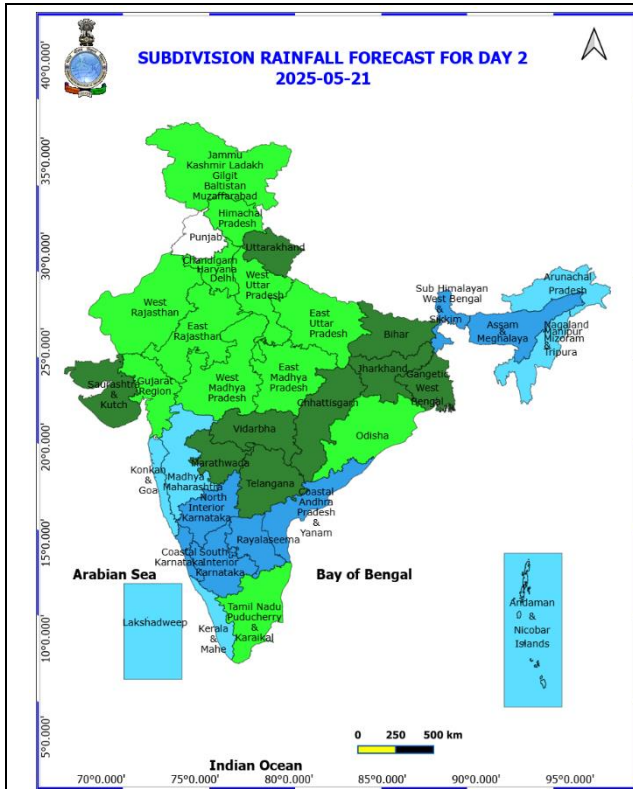 SUBDIVISION RAINFALL FORECAST FOR DAY 2
2025-05-21
40°0.000'
35°0.000'
30°0.000'
25°0.000'
20°0.000'
15°0.000'
10°0.000'
5°0.000'
Jammu
Kashmir Ladakh
Gilgit
Baltistan
Muzaffarabad
Himachal
Pradesh
Punjab
Uttarakhand
Chandigarh
Haryana
Delhi
West
Uttar
Pradesh
West
Rajasthan
East
Rajasthan
East
Uttar
Pradesh
Sub Himalayan
West Bengal
&
Sikkim
Arunachal
Pradesh
Assam
&
Meghalaya
Nagaland
Manipur
Mizoram
&
Tripura
Bihar
Jharkhand
Gangetic
West
Bengal
Saurashtra
&
Kutch
Gujarat
Region
West
Madhya
Pradesh
East
Madhya
Pradesh
Chhattisgarh
Odisha
Vidarbha
Konkan
&
Goa
Madhya
Maharashtra
Marathwada
Telangana
North
Interior
Karnataka
Coastal
Andhra
Pradesh
&
Yanam
Rayalaseema
Coastal
Karnataka
South
Interior
Karnataka
Arabian Sea
Bay of Bengal
Lakshadweep
Kerala
&
Mahe
Tamil Nadu
Puducherry
&
Karaikal
Andaman
&
Nicobar
Islands
0 250 500 km
Indian Ocean
70°0.000' 75°0.000' 80°0.000' 85°0.000' 90°0.000' 95°0.000'